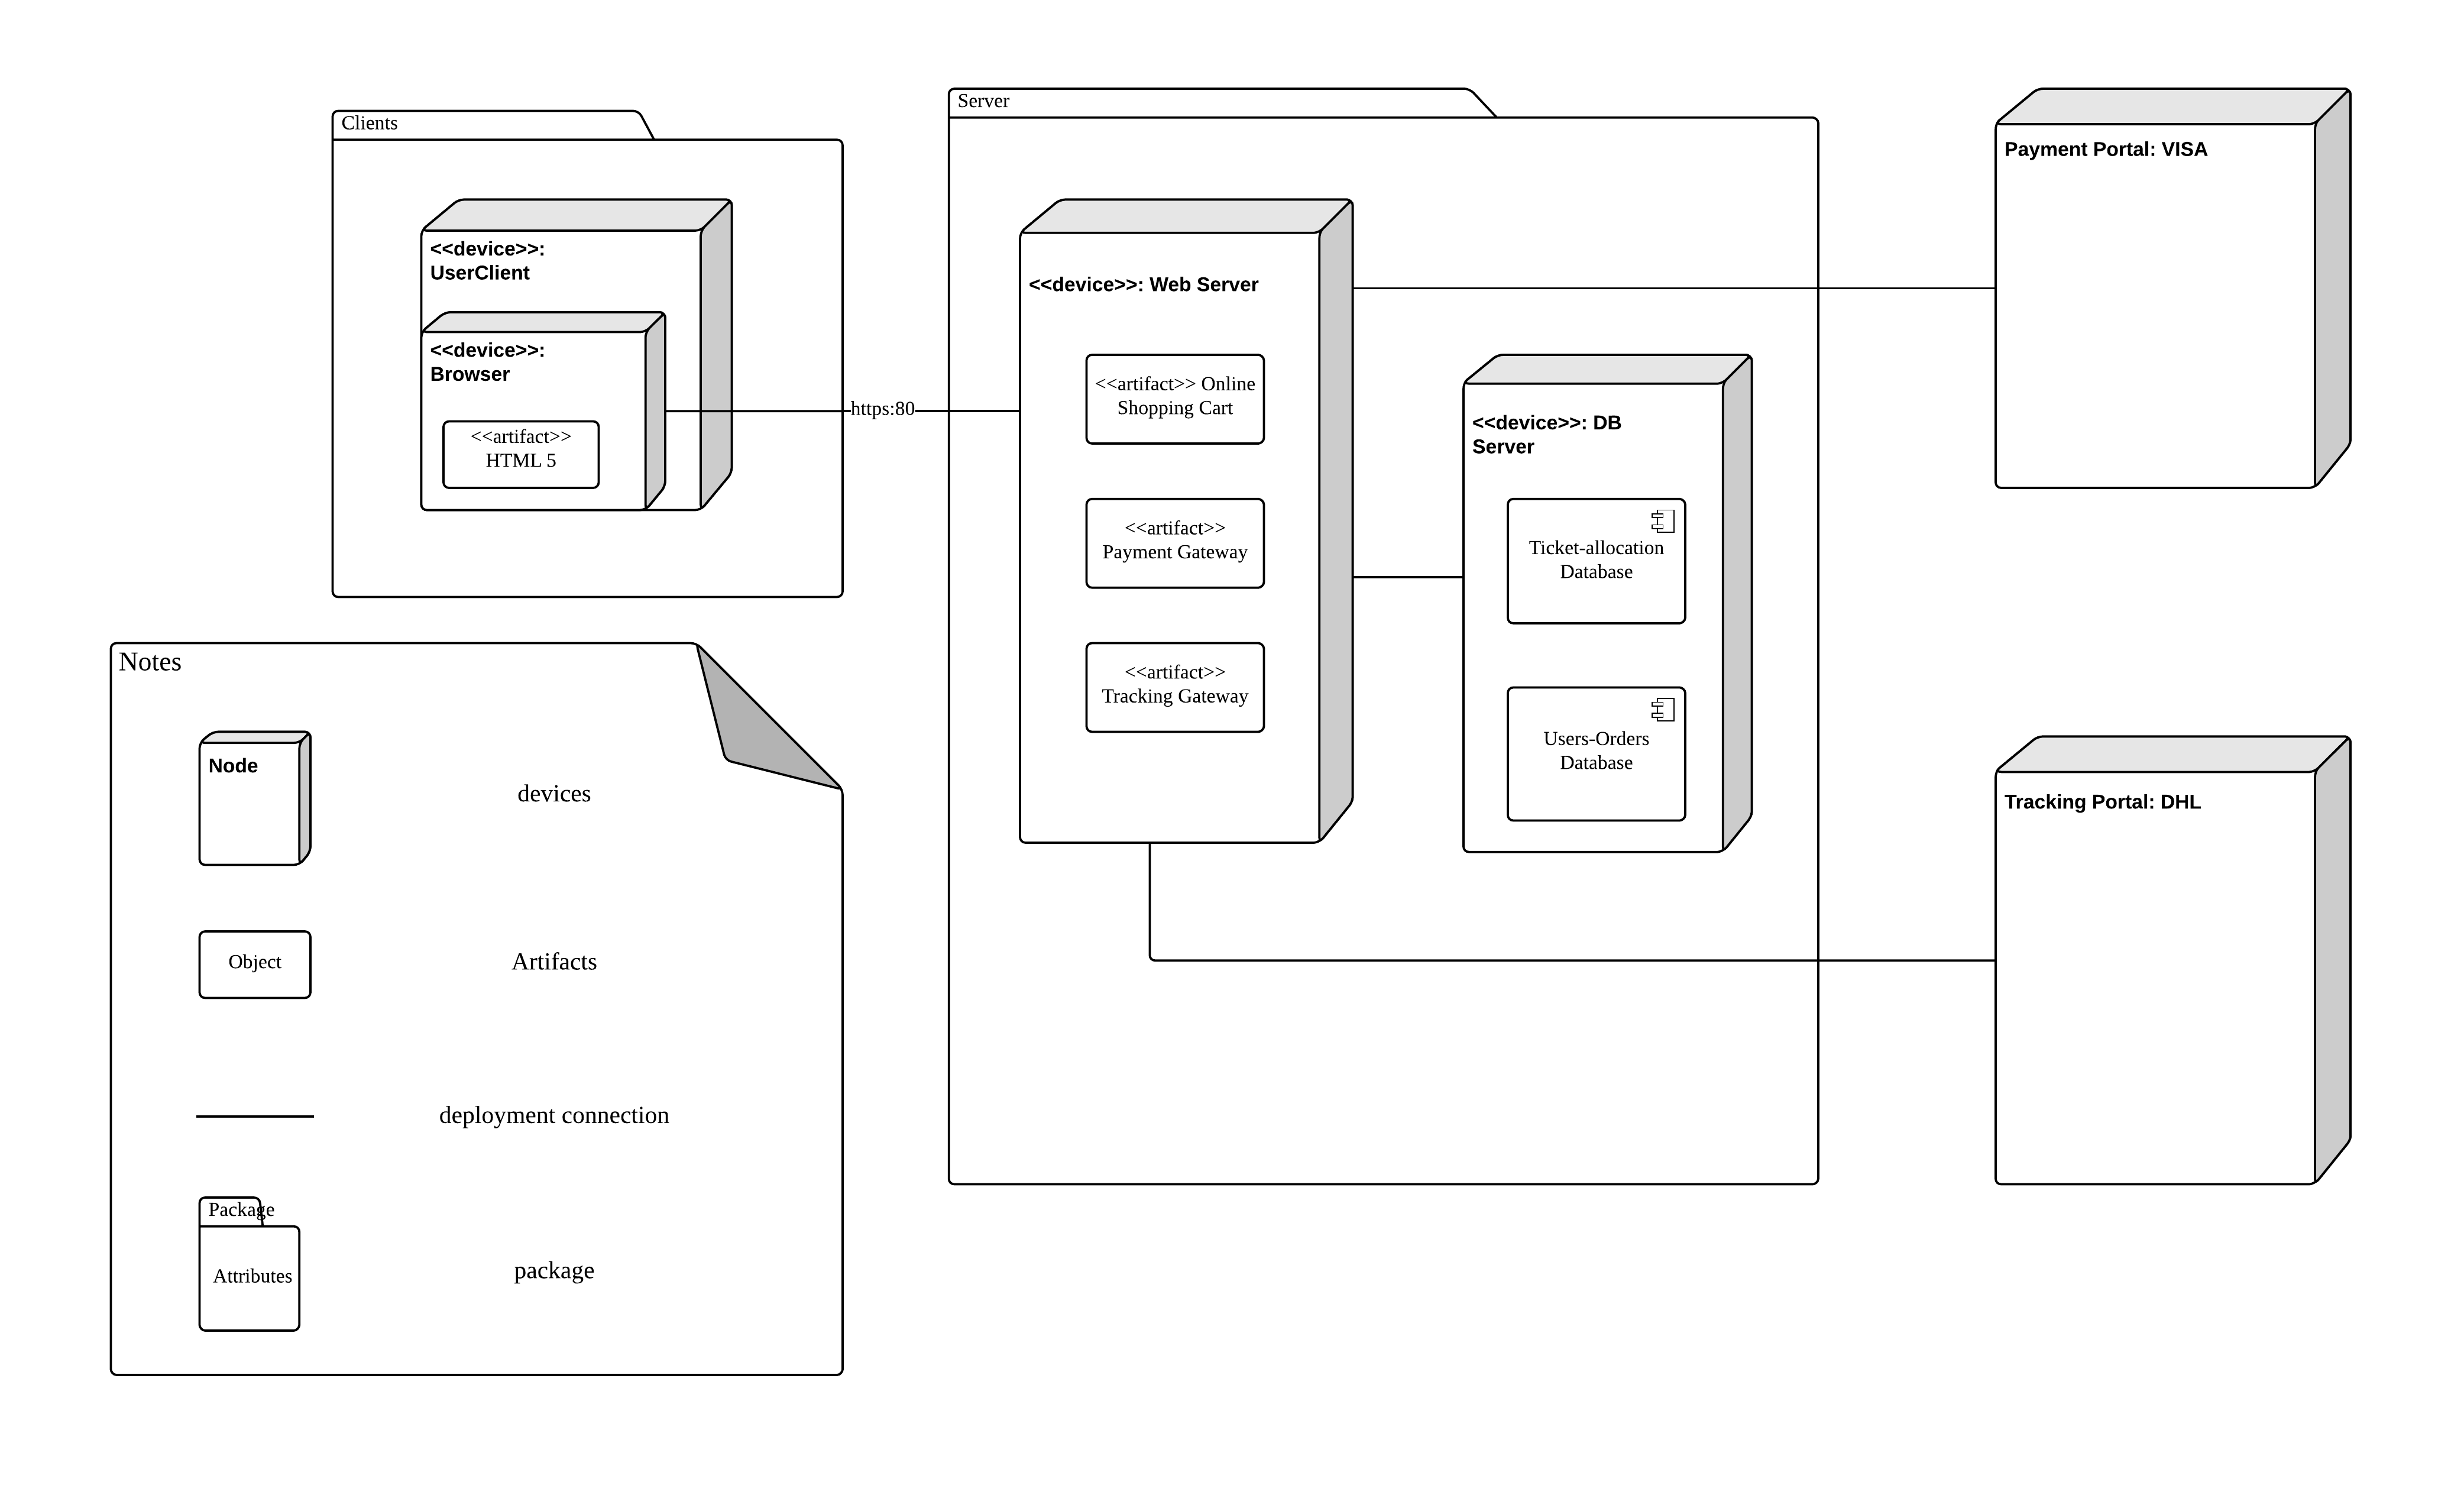 Clients
<<device>>:
UserClient
<<device>>:
Browser
<<artifact>>
HTML 5
https:80
Server
<<device>>: Web Server
<<artifact>> Online
Shopping Cart
<<artifact>>
Payment Gateway
<<artifact>>
Tracking Gateway
<<device>>: DB
Server
Ticket-allocation
Database
Users-Orders
Database
Payment Portal: VISA
Tracking Portal: DHL
Notes
Node
devices
Object
Artifacts
deployment connection
Package
Attributes
package